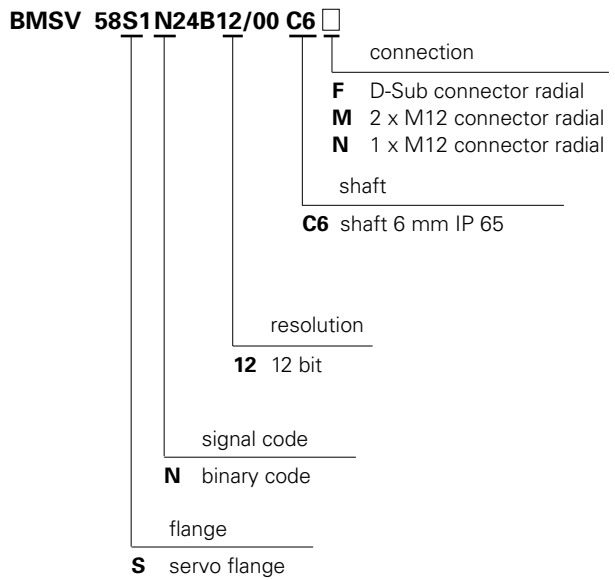 BMSV 58S1N24B12/00 C6 □
connection
F D-Sub connector radial
M 2 x M12 connector radial
N 1 x M12 connector radial
shaft
C6 shaft 6 mm IP 65
resolution
12 12 bit
signal code
N binary code
flange
S servo flange